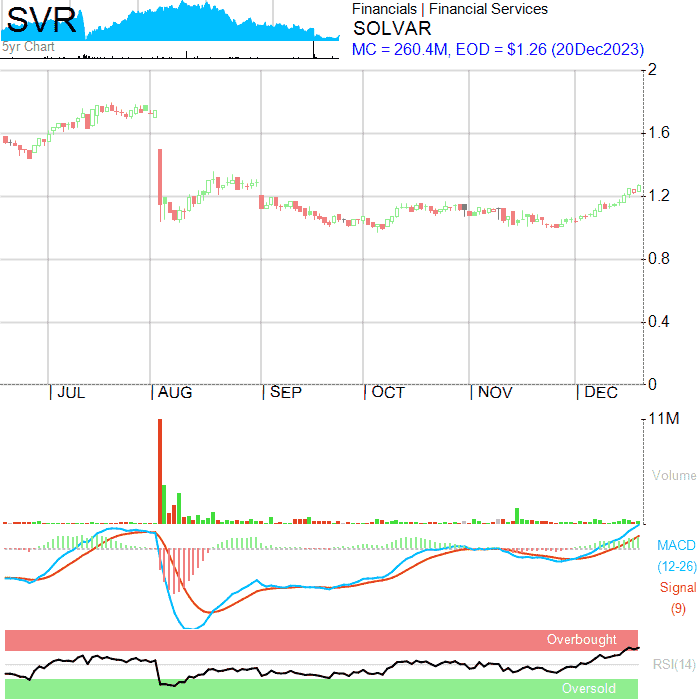 SVR
5yr Chart
Financials | Financial Services
SOLVAR
MC = 260.4M, EOD = $1.26 (20Dec2023)
2
1.6
1.2
0.8
0.4
0
JUL AUG SEP OCT NOV DEC
11M
Volume
MACD
(12-26)
Signal
(9)
Overbought
RSI(14)
Oversold